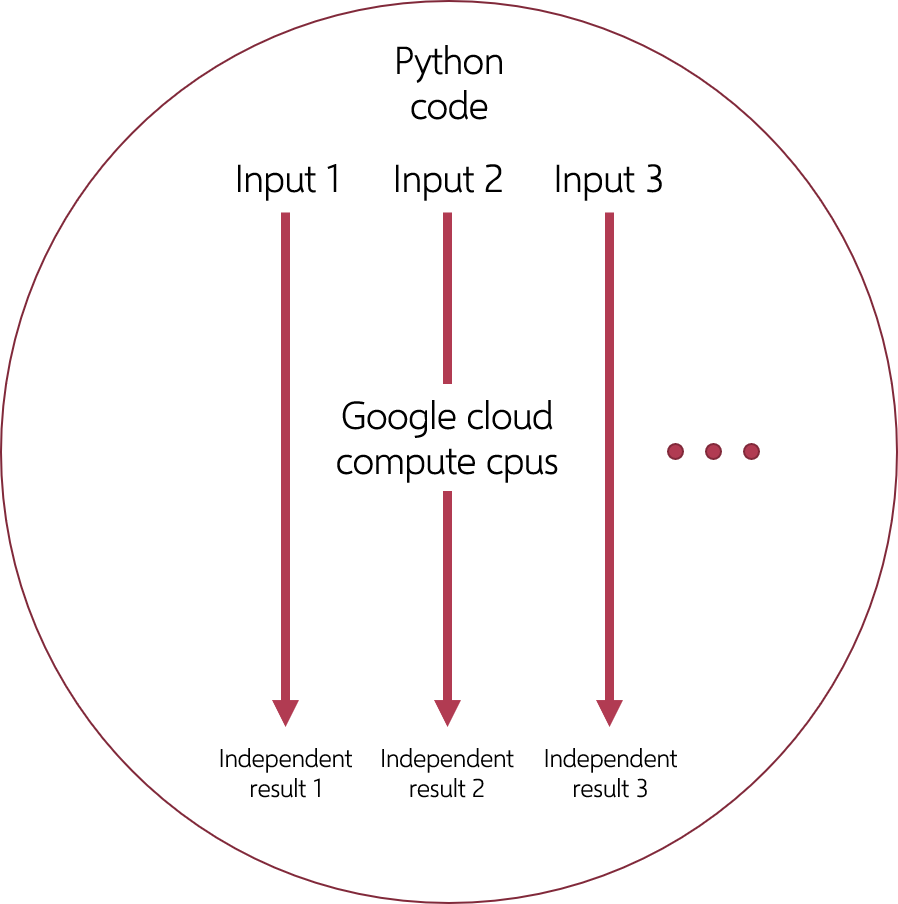 Python
code
Input 1
Input 2
Input 3
Google cloud
compute cpus
Independent
result 1
Independent
result 2
Independent
result 3